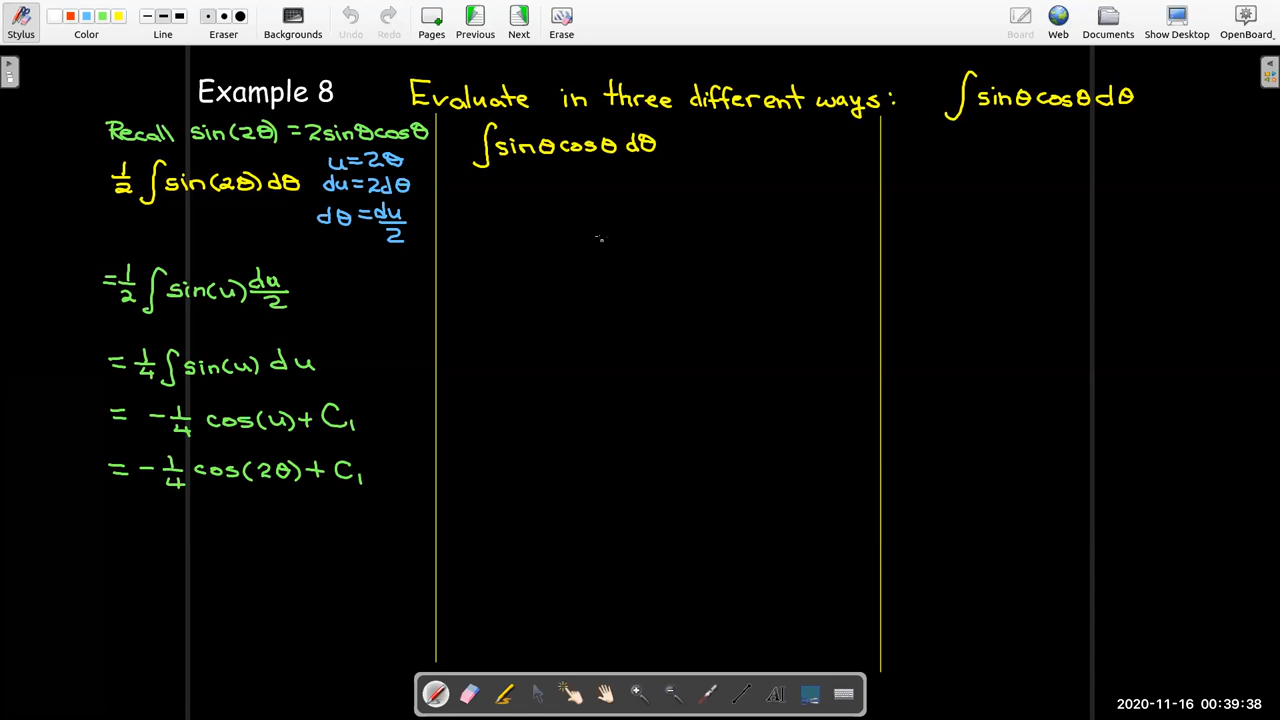 Stylus Color Line Eraser Backgrounds Undo Redo Pages Previous Next Erase Board Web Documents Show Desktop OpenBoard
Example 8 Evaluate in three different ways: ∫ sinθcosθdθ
Recall sin(2θ) = 2sinθcosθ
1/2 ∫ sin(2θ)dθ
u = 2θ
du = 2dθ
dθ = du/2
= 1/2 ∫ sin(u) du/2
= 1/4 ∫ sin(u) du
= -1/4 cos(u) + C₁
= -1/4 cos(2θ) + C₁
∫ sinθcosθ dθ
AI
2020-11-16 00:39:38